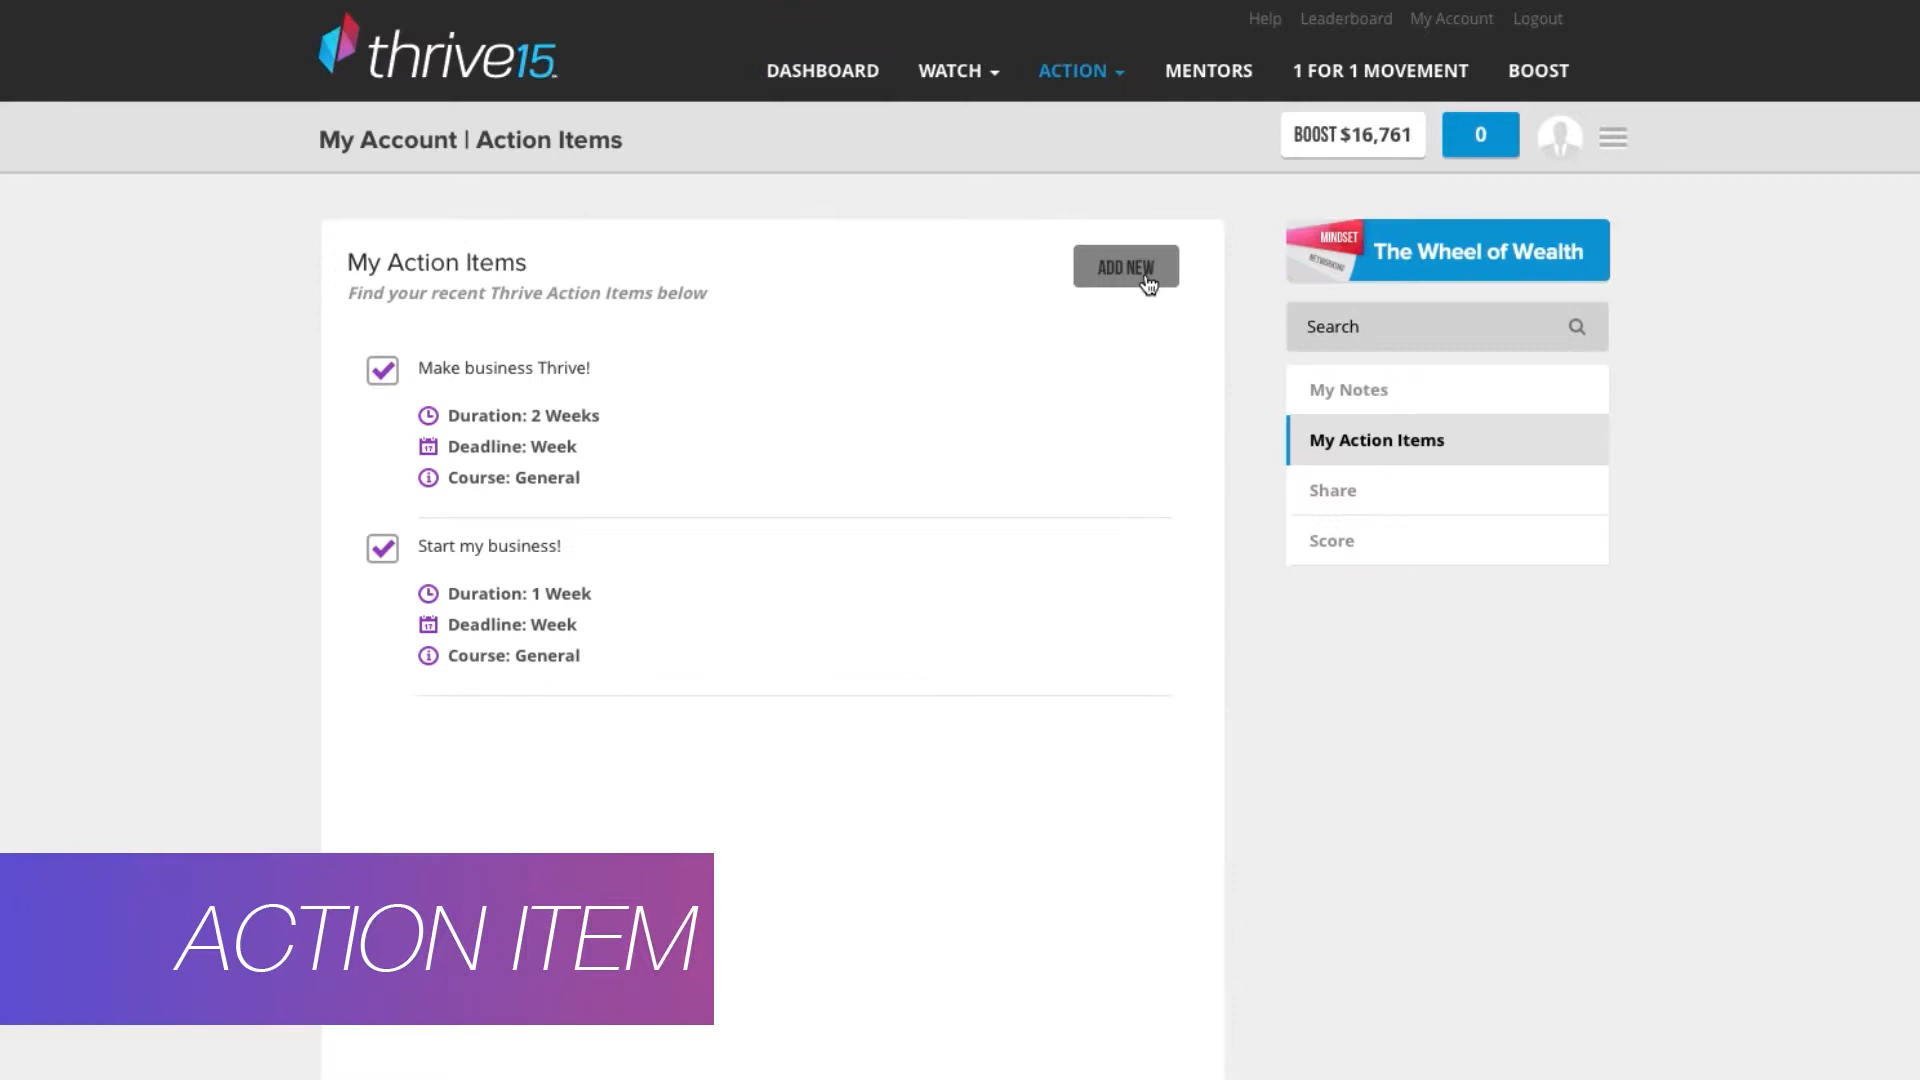 Help Leaderboard My Account Logout
thrive15
DASHBOARD WATCH ACTION MENTORS 1 FOR 1 MOVEMENT BOOST
My Account | Action Items
BOOST $16,761
0
My Action Items
ADD NEW
Find your recent Thrive Action Items below
Make business Thrive!
Duration: 2 Weeks
17
Deadline: Week
Course: General
Start my business!
Duration: 1 Week
17
Deadline: Week
Course: General
MINDSET
NETWORKING
The Wheel of Wealth
Search
My Notes
My Action Items
Share
Score
ACTION ITEM